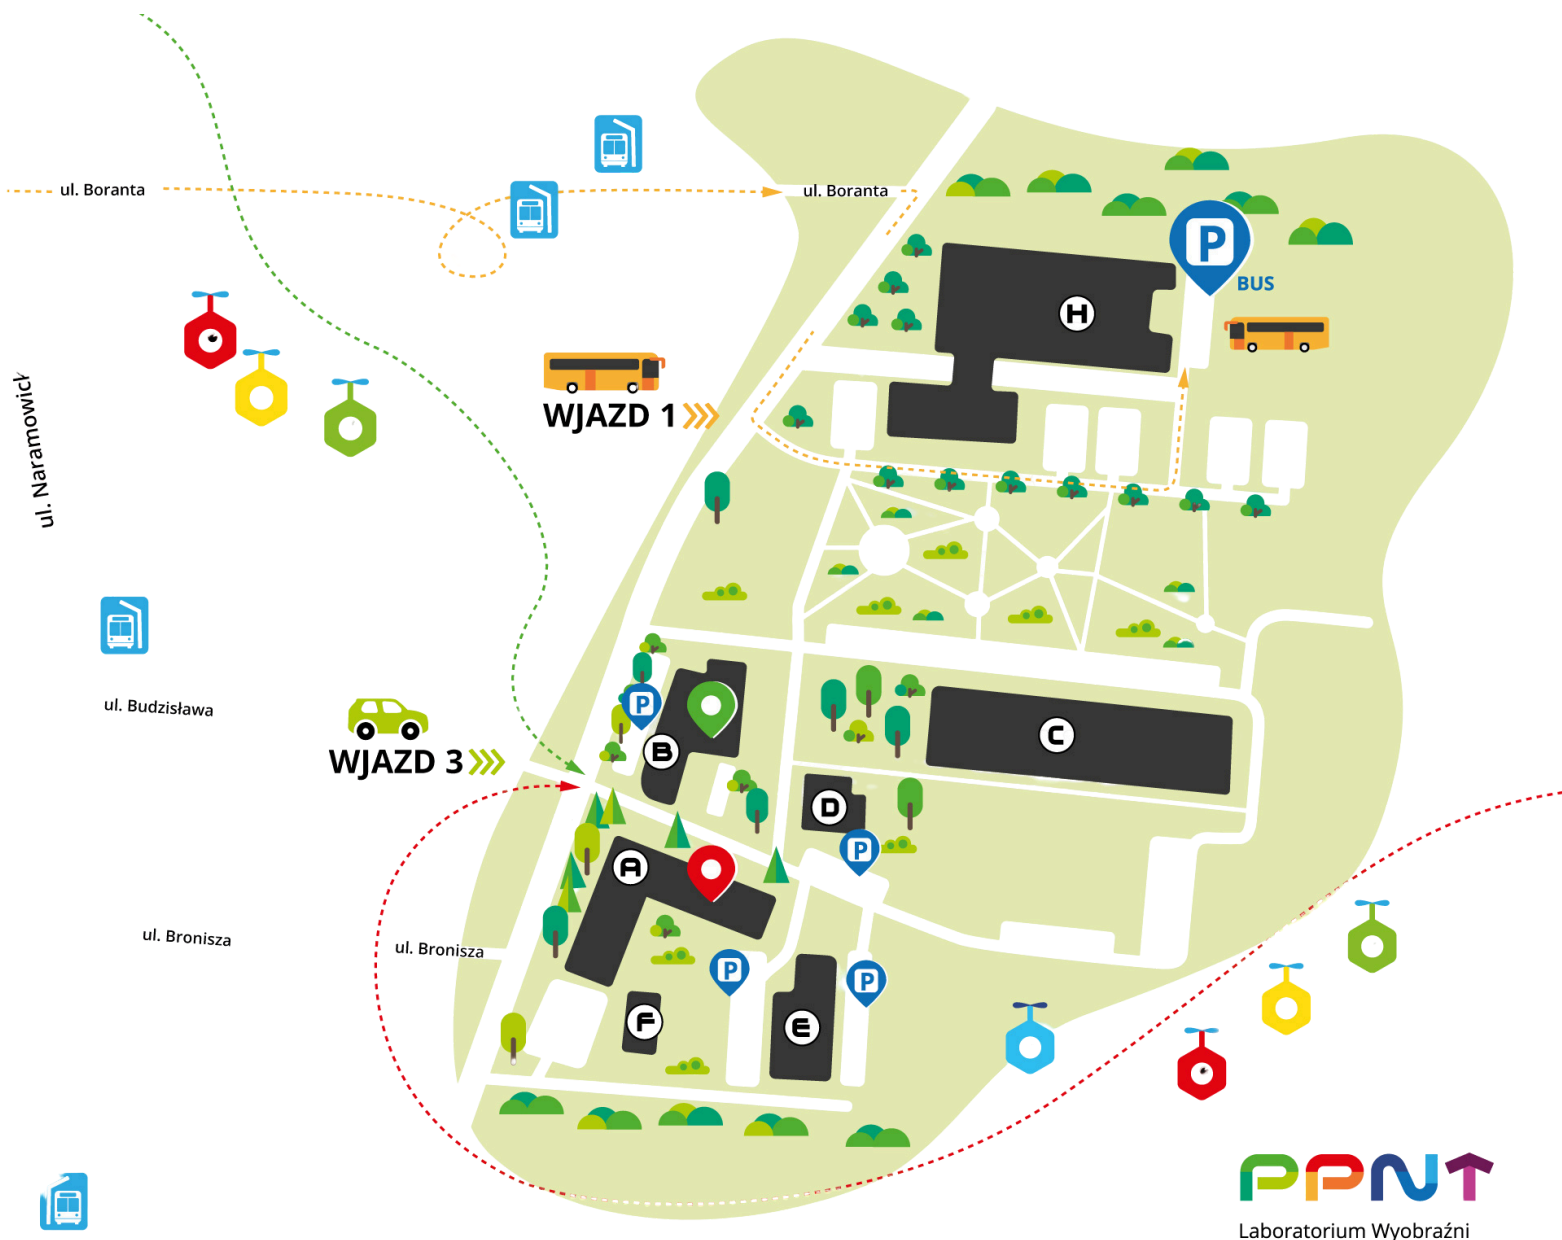 ul. Boranta
ul. Boranta
P
BUS
H
WJAZD 1
ul. Naramowick
ul. Budzisława
WJAZD 3
P
B
C
D
P
A
ul. Bronisza
ul. Bronisza
P
P
F
E
PPNT
Laboratorium Wyobraźni